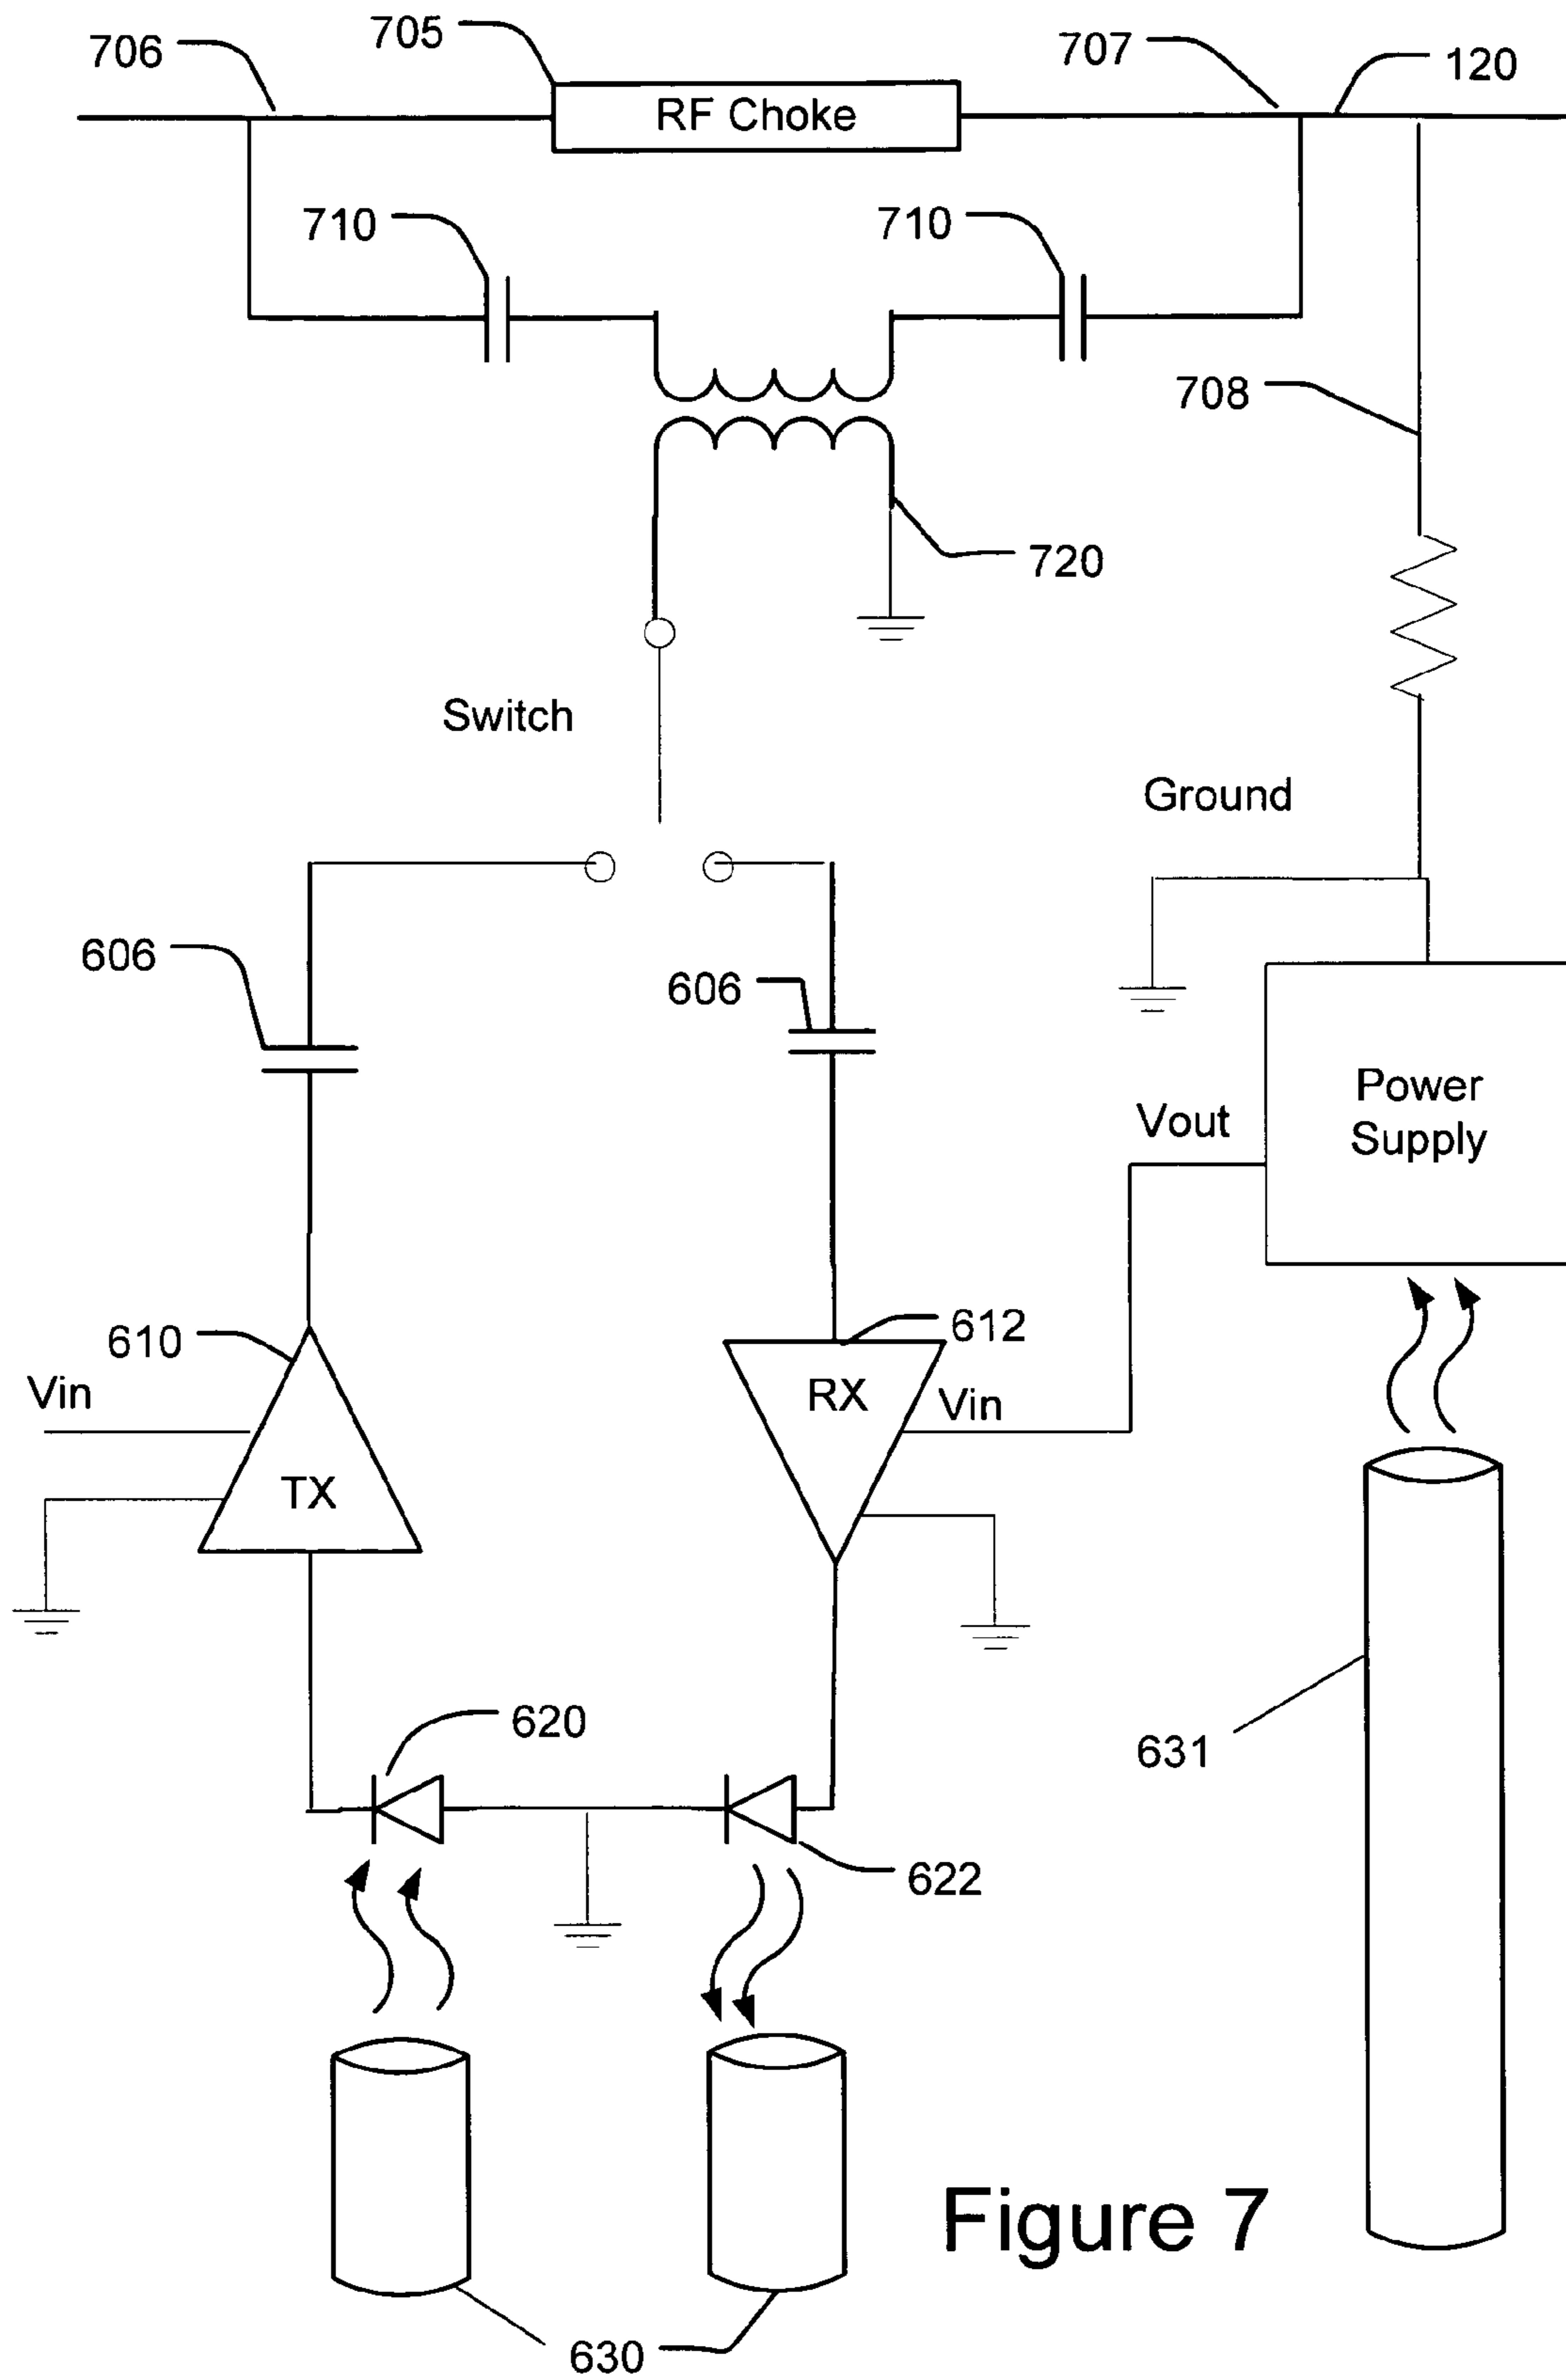 706
705
RF Choke
707
120
710
710
708
720
Switch
Ground
606
606
Power
Supply
Vout
610
612
Vin
RX
Vin
TX
620
631
622
Figure 7
630